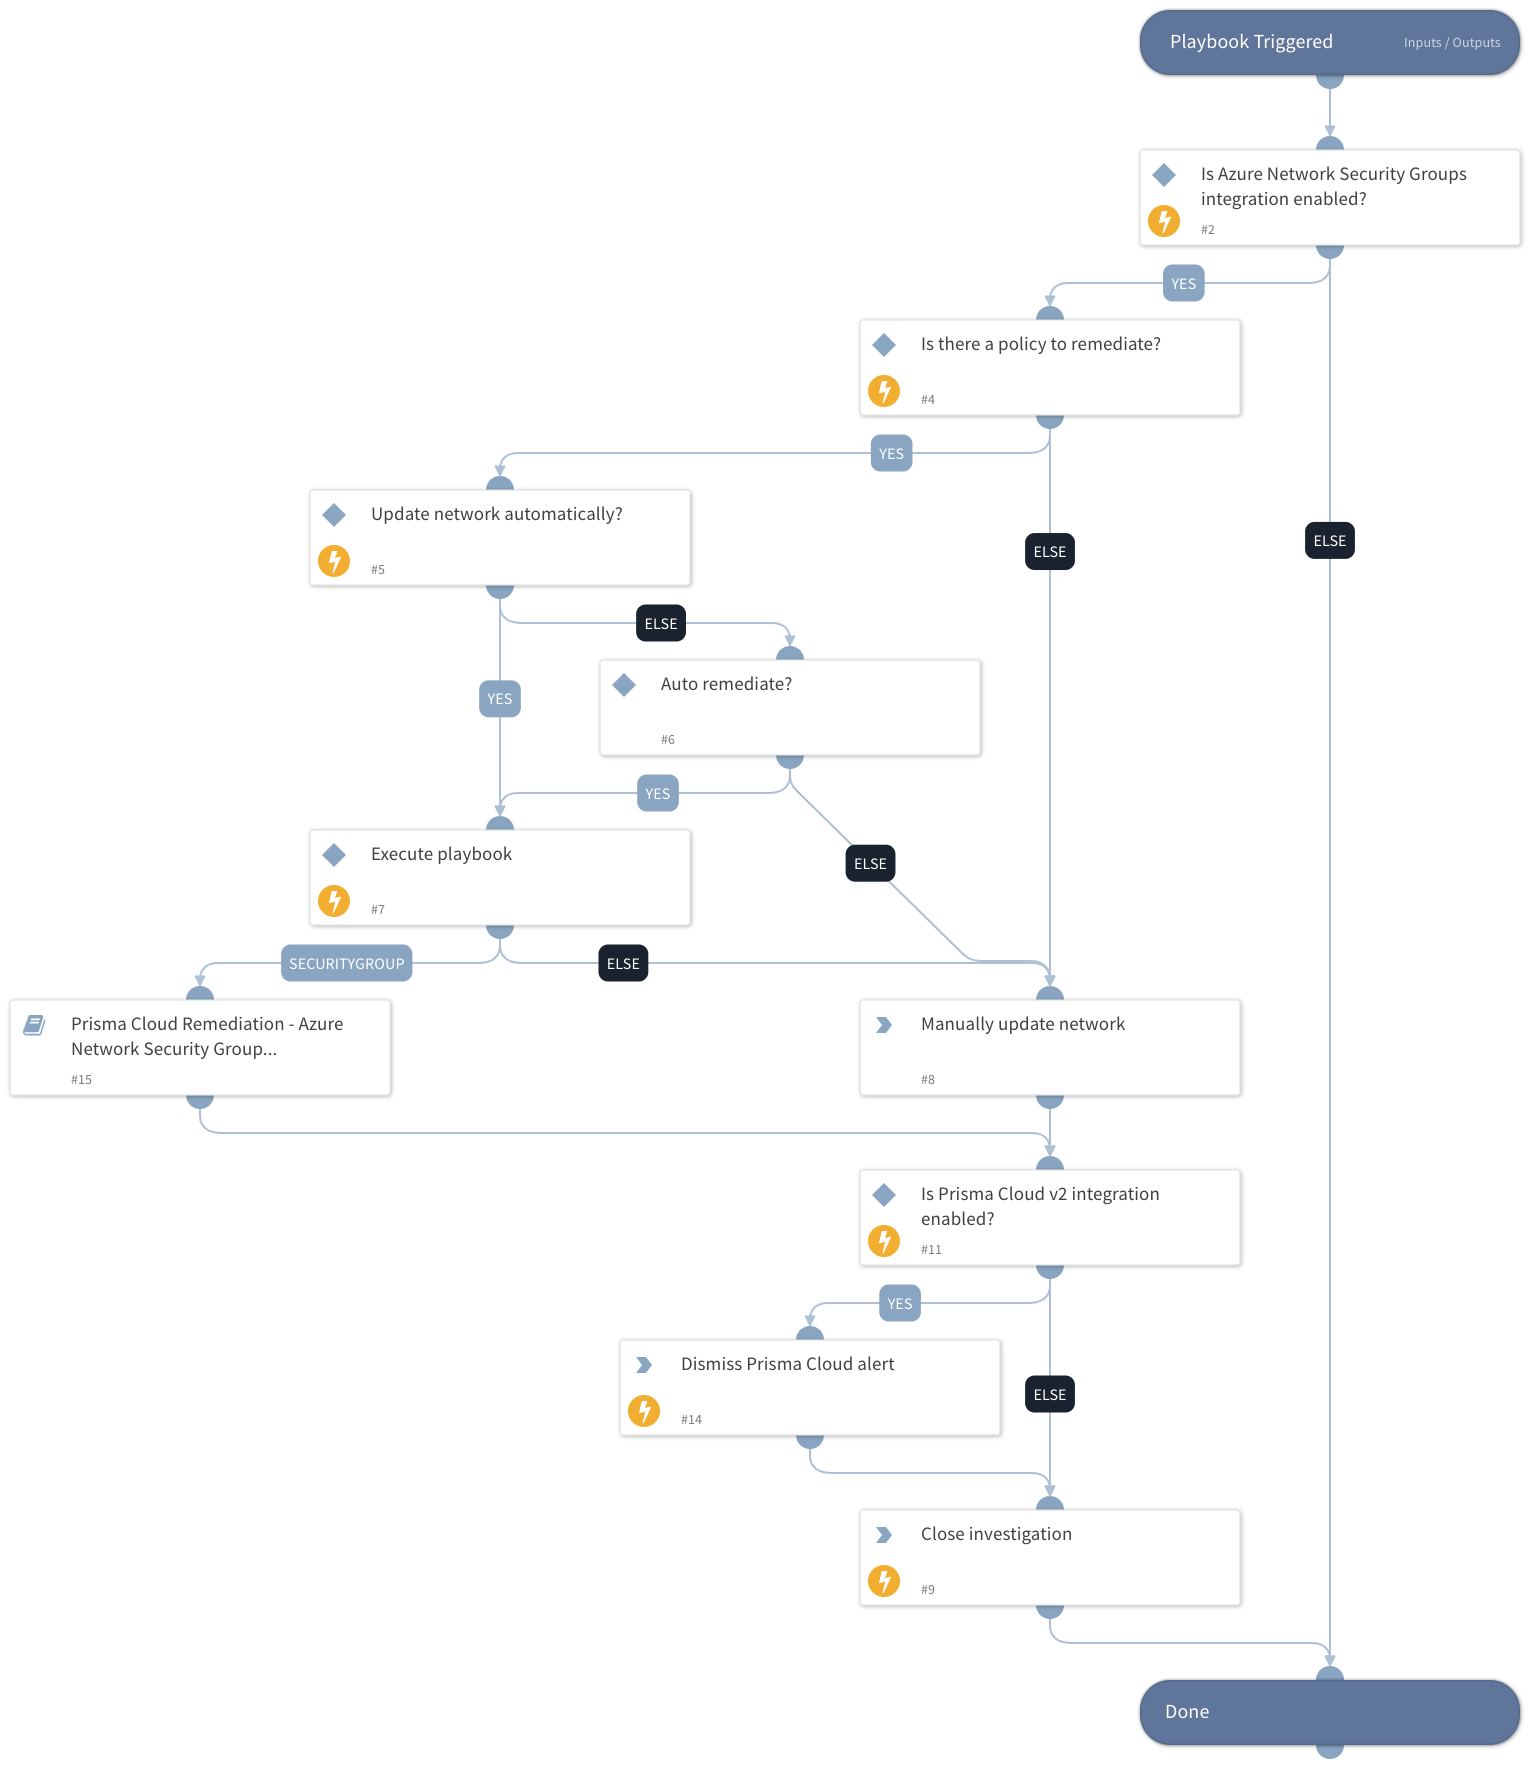 Playbook Triggered
Inputs / Outputs
Is Azure Network Security Groups
integration enabled?
#2
YES
Is there a policy to remediate?
#4
YES
Update network automatically?
#5
ELSE
ELSE
ELSE
YES
Auto remediate?
#6
YES
Execute playbook
#7
ELSE
SECURITYGROUP
ELSE
Prisma Cloud Remediation - Azure
Network Security Group...
#15
Manually update network
#8
Is Prisma Cloud v2 integration
enabled?
#11
YES
Dismiss Prisma Cloud alert
#14
ELSE
Close investigation
#9
Done